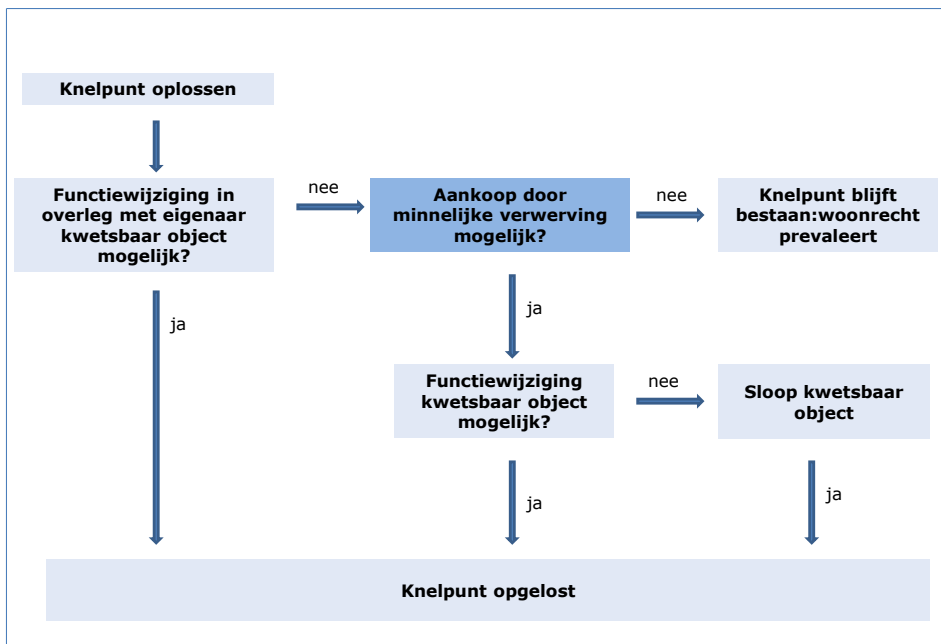 Knelpunt oplossen
Functiewijziging in
overleg met eigenaar
kwetsbaar object
mogelijk?
nee
Aankoop door
minnelijke verwerving
mogelijk?
nee
Knelpunt blijft
bestaan:woonrecht
prevaleert
ja
ja
Functiewijziging
kwetsbaar object
mogelijk?
nee
Sloop kwetsbaar
object
ja
ja
Knelpunt opgelost